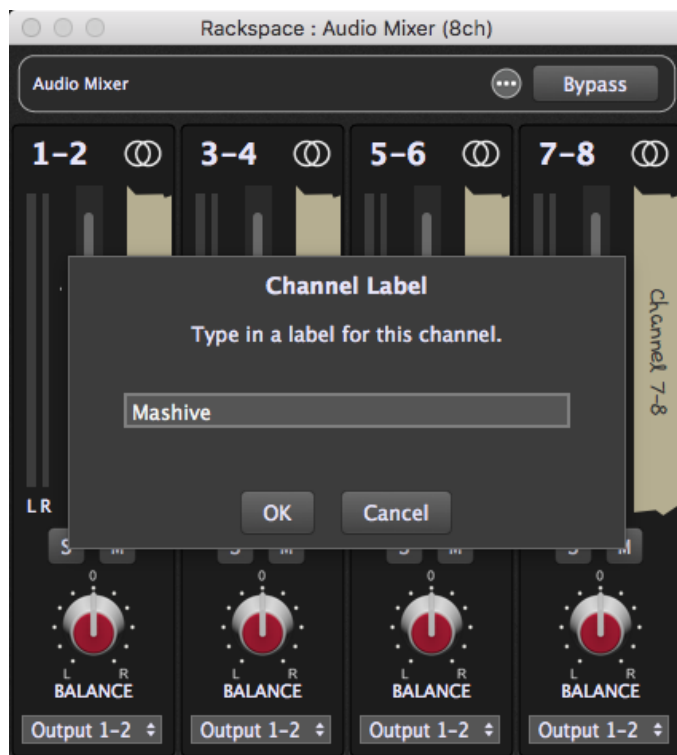 Rackspace : Audio Mixer (8ch)
Audio Mixer
Bypass
1-2 3-4 5-6 7-8
Channel Label
Type in a label for this channel.
Mashive
OK Cancel
Channel 7-8
L R
S M S M S M S M
0 0 0 0
L R L R L R L R
BALANCE BALANCE BALANCE BALANCE
Output 1-2 Output 1-2 Output 1-2 Output 1-2